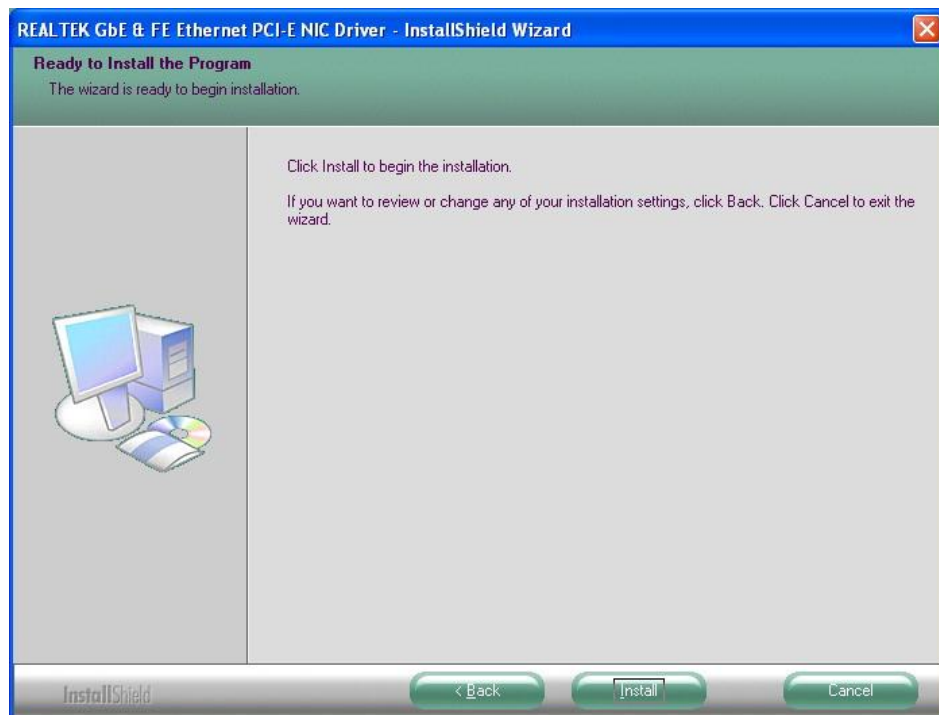 REALTEK GbE & FE Ethernet PCI-E NIC Driver - InstallShield Wizard
Ready to Install the Program
The wizard is ready to begin installation.
Click Install to begin the installation.
If you want to review or change any of your installation settings, click Back. Click Cancel to exit the
wizard.
InstallShield
< Back
Install
Cancel